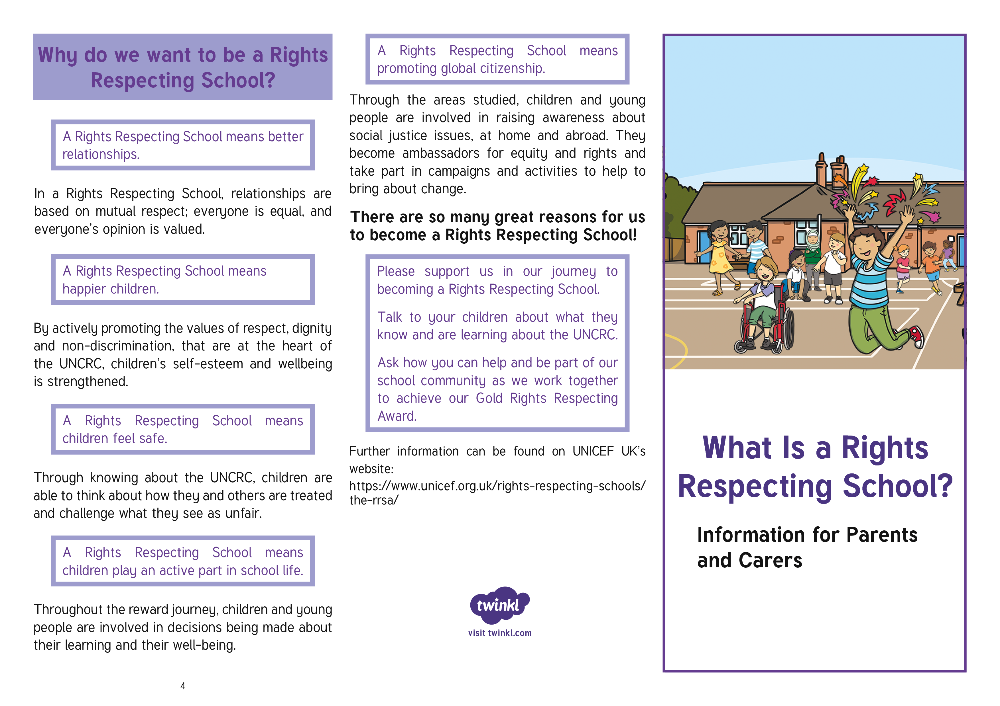 Why do we want to be a Rights
Respecting School?
A Rights Respecting School means better
relationships.
In a Rights Respecting School, relationships are
based on mutual respect; everyone is equal, and
everyone's opinion is valued.
A Rights Respecting School means
happier children.
By actively promoting the values of respect, dignity
and non-discrimination, that are at the heart of
the UNCRC, children's self-esteem and wellbeing
is strengthened.
A Rights Respecting School means
children feel safe.
Through knowing about the UNCRC, children are
able to think about how they and others are treated
and challenge what they see as unfair.
A Rights Respecting School means
children play an active part in school life.
Throughout the reward journey, children and young
people are involved in decisions being made about
their learning and their well-being.
4
A Rights Respecting School means
promoting global citizenship.
Through the areas studied, children and young
people are involved in raising awareness about
social justice issues, at home and abroad. They
become ambassadors for equity and rights and
take part in campaigns and activities to help to
bring about change.
There are so many great reasons for us
to become a Rights Respecting School!
Please support us in our journey to
becoming a Rights Respecting School.
Talk to your children about what they
know and are learning about the UNCRC.
Ask how you can help and be part of our
school community as we work together
to achieve our Gold Rights Respecting
Award.
Further information can be found on UNICEF UK's
website:
https://www.unicef.org.uk/rights-respecting-schools/
the-rrsa/
twinkl
visit twinkl.com
What Is a Rights
Respecting School?
Information for Parents
and Carers